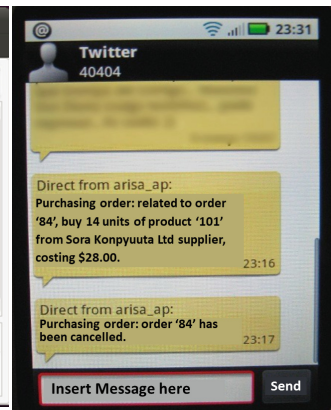 @ 23:31
Twitter
40404
Direct from arisa_ap:
Purchasing order: related to order
‘84’, buy 14 units of product ‘101’
from Sora Konpyuuta Ltd supplier,
costing $28.00.
23:16
Direct from arisa_ap:
Purchasing order: order ‘84’ has
been cancelled.
23:17
Insert Message here
Send